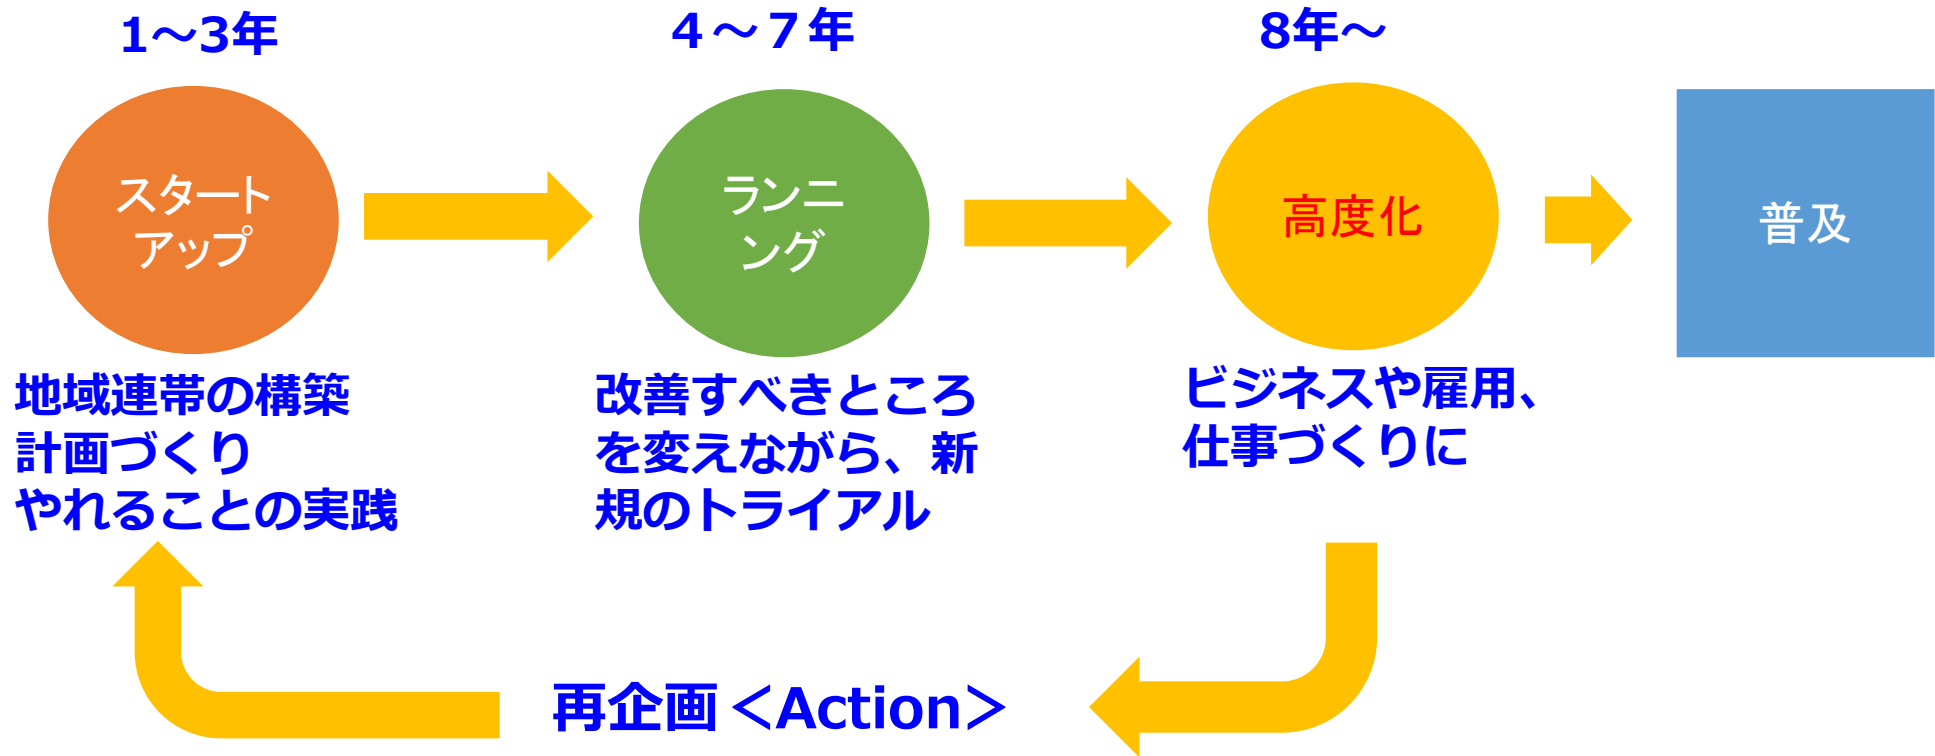 1～3年
４～７年
8年～
スタート
アップ
ランニ
ング
高度化
普及
地域連帯の構築
計画づくり
やれることの実践
改善すべきところ
を変えながら、新
規のトライアル
ビジネスや雇用、
仕事づくりに
再企画＜Action＞